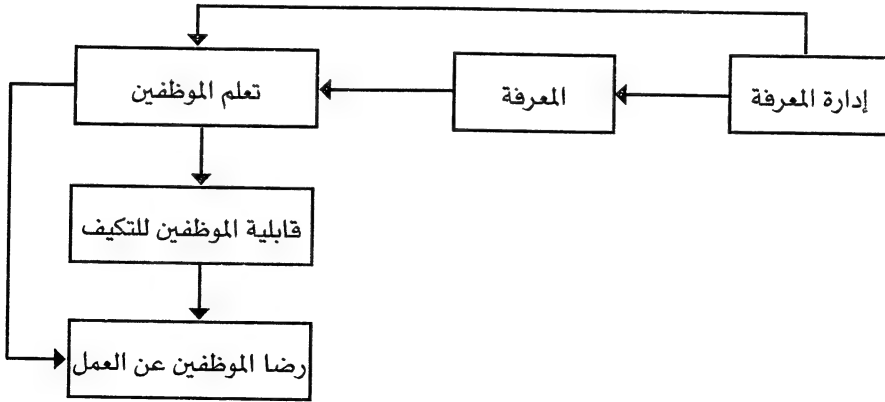 إدارة المعرفة
المعرفة
تعلم الموظفين
قابلية الموظفين للتكيف
رضا الموظفين عن العمل